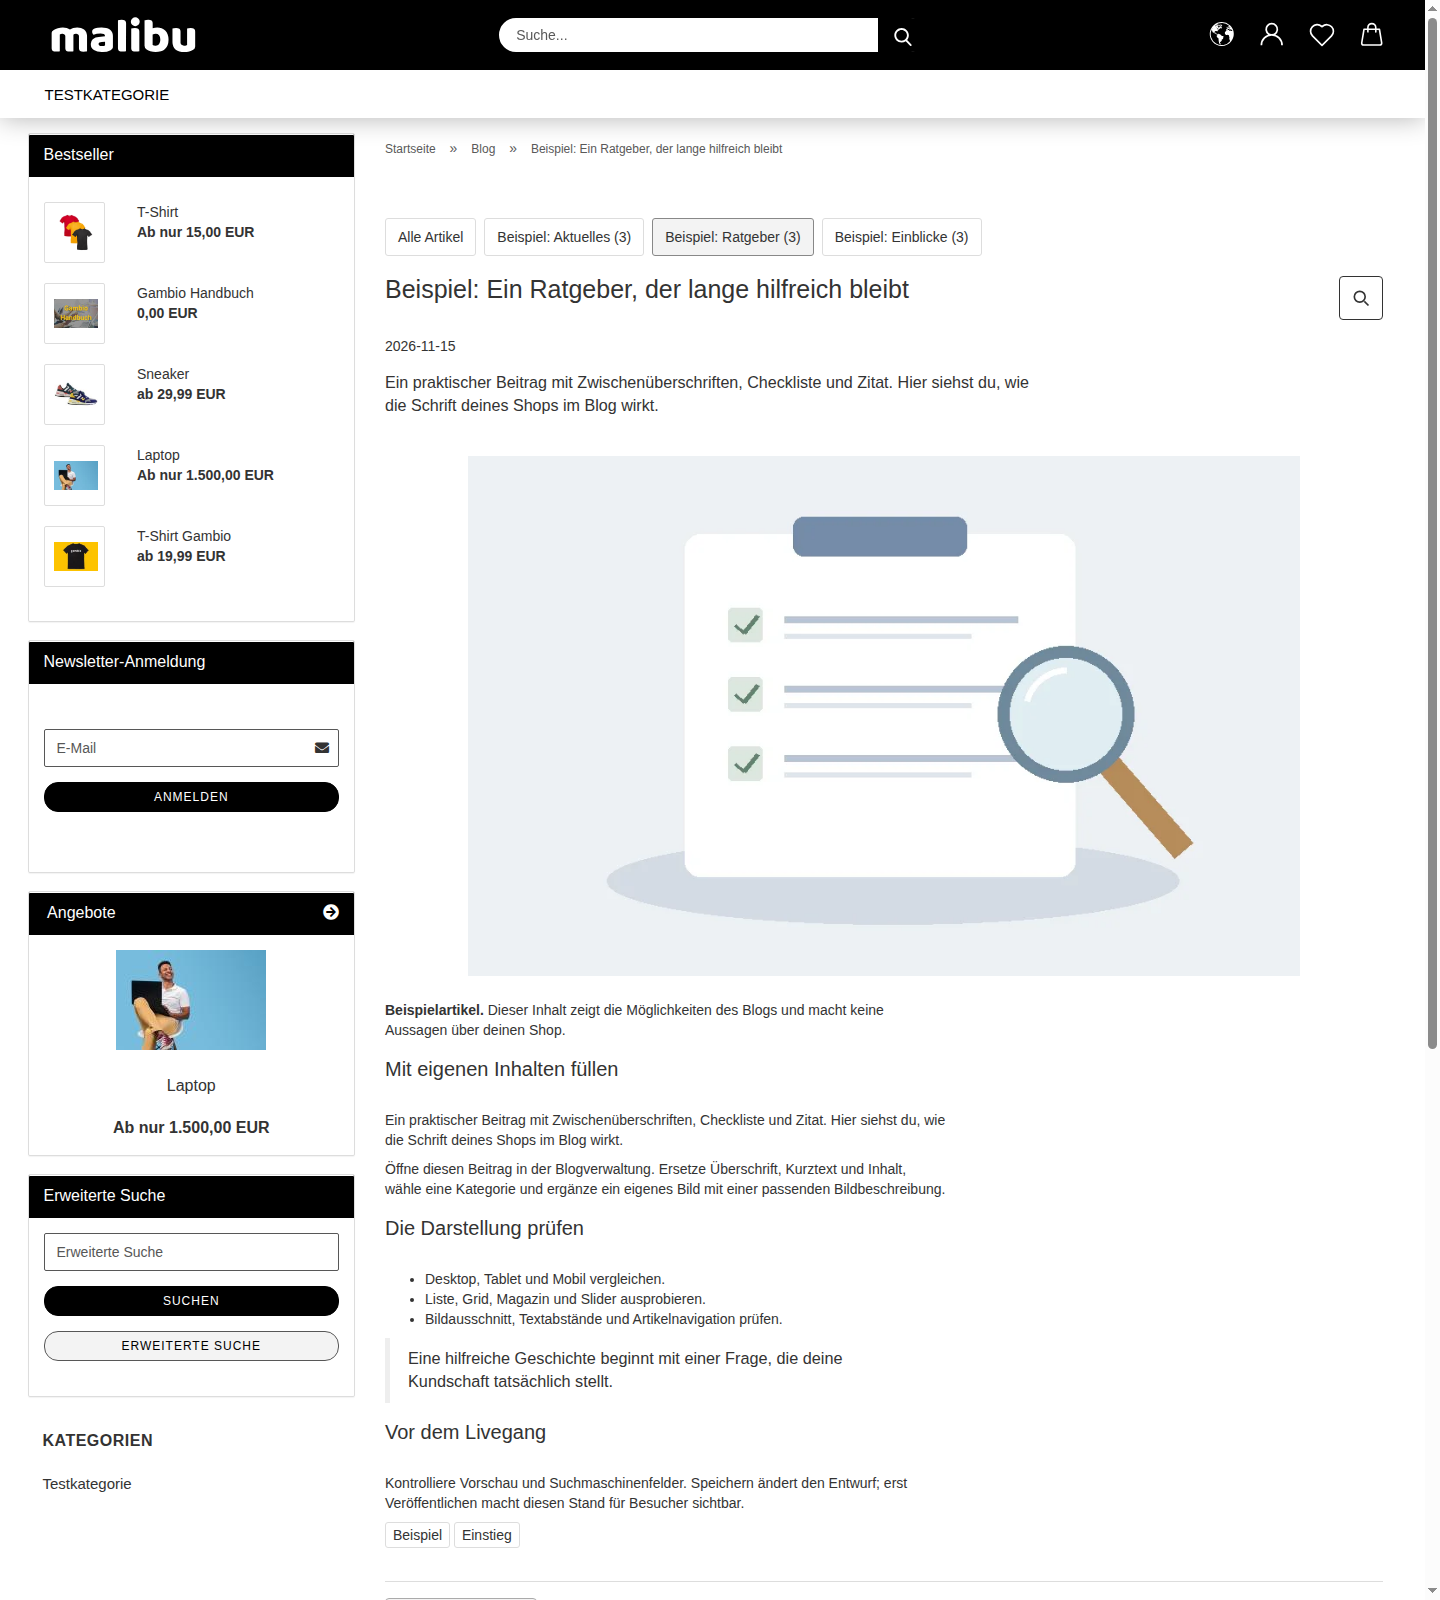 malibu
Suche...
TESTKATEGORIE
Bestseller
T-Shirt
Ab nur 15,00 EUR
Gambio
Handbuch
Gambio Handbuch
0,00 EUR
Sneaker
ab 29,99 EUR
Laptop
Ab nur 1.500,00 EUR
T-Shirt Gambio
ab 19,99 EUR
Newsletter-Anmeldung
E-Mail
ANMELDEN
Angebote
Laptop
Ab nur 1.500,00 EUR
Erweiterte Suche
Erweiterte Suche
SUCHEN
ERWEITERTE SUCHE
KATEGORIEN
Testkategorie
Startseite » Blog » Beispiel: Ein Ratgeber, der lange hilfreich bleibt
Alle Artikel Beispiel: Aktuelles (3) Beispiel: Ratgeber (3) Beispiel: Einblicke (3)
Beispiel: Ein Ratgeber, der lange hilfreich bleibt
2026-11-15
Ein praktischer Beitrag mit Zwischenüberschriften, Checkliste und Zitat. Hier siehst du, wie
die Schrift deines Shops im Blog wirkt.
Beispielartikel. Dieser Inhalt zeigt die Möglichkeiten des Blogs und macht keine
Aussagen über deinen Shop.
Mit eigenen Inhalten füllen
Ein praktischer Beitrag mit Zwischenüberschriften, Checkliste und Zitat. Hier siehst du, wie
die Schrift deines Shops im Blog wirkt.
Öffne diesen Beitrag in der Blogverwaltung. Ersetze Überschrift, Kurztext und Inhalt,
wähle eine Kategorie und ergänze ein eigenes Bild mit einer passenden Bildbeschreibung.
Die Darstellung prüfen
• Desktop, Tablet und Mobil vergleichen.
• Liste, Grid, Magazin und Slider ausprobieren.
• Bildausschnitt, Textabstände und Artikelnavigation prüfen.
Eine hilfreiche Geschichte beginnt mit einer Frage, die deine
Kundschaft tatsächlich stellt.
Vor dem Livegang
Kontrolliere Vorschau und Suchmaschinenfelder. Speichern ändert den Entwurf; erst
Veröffentlichen macht diesen Stand für Besucher sichtbar.
Beispiel Einstieg